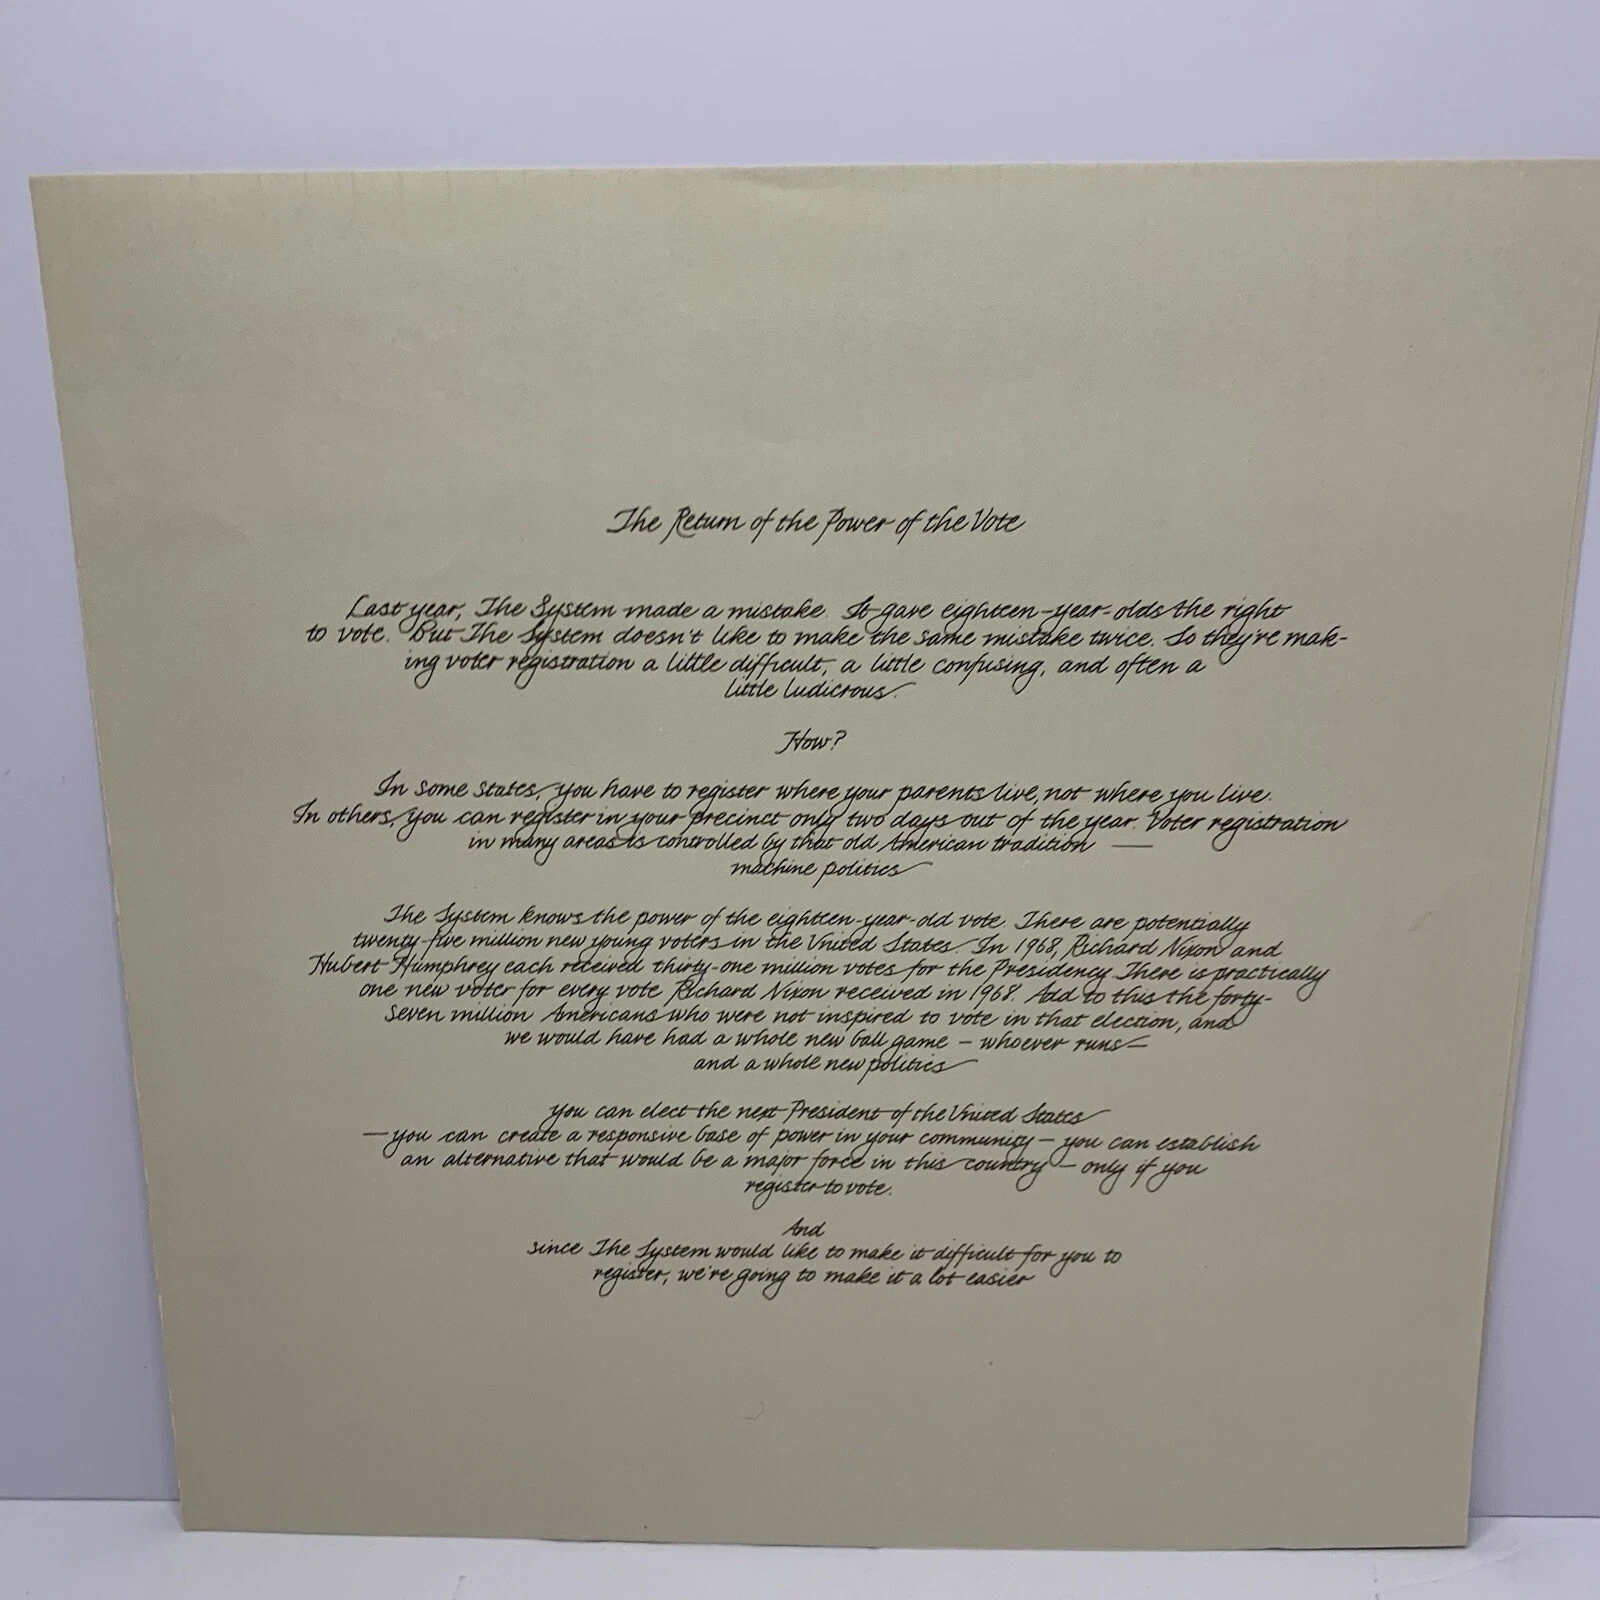 The Return of the Power of the Vote
Last year, The System made a mistake. It gave eighteen-year-olds the right
to vote. But The System doesn't like to make the same mistake twice. So they're mak-
ing voter registration a little difficult, a little confusing, and often a
little ludicrous.
How?
In some states, you have to register where your parents live, not where you live.
In others, you can register in your precinct only two days out of the year. Voter registration
in many areas is controlled by that old American tradition —
machine politics
The System knows the power of the eighteen-year-old vote. There are potentially
twenty-five million new young voters in the United States. In 1968, Richard Nixon and
Hubert Humphrey each received thirty-one million votes for the Presidency. There is practically
one new voter for every vote Richard Nixon received in 1968. Add to this the forty-
seven million Americans who were not inspired to vote in that election, and
we would have had a whole new ball game – whoever runs –
and a whole new politics
you can elect the next President of the United States
– you can create a responsive base of power in your community – you can establish
an alternative that would be a major force in this country – only if you
register to vote.
And
since The System would like to make it difficult for you to
register, we're going to make it a lot easier